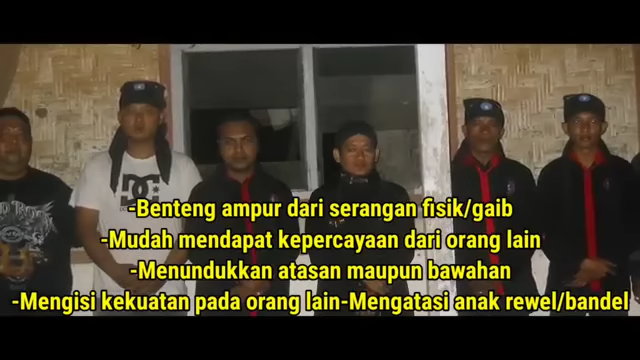 -Benteng ampur dari serangan fisik/gaib
-Mudah mendapat kepercayaan dari orang lain
-Menundukkan atasan maupun bawahan
-Mengisi kekuatan pada orang lain-Mengatasi anak rewel/bandel
DC